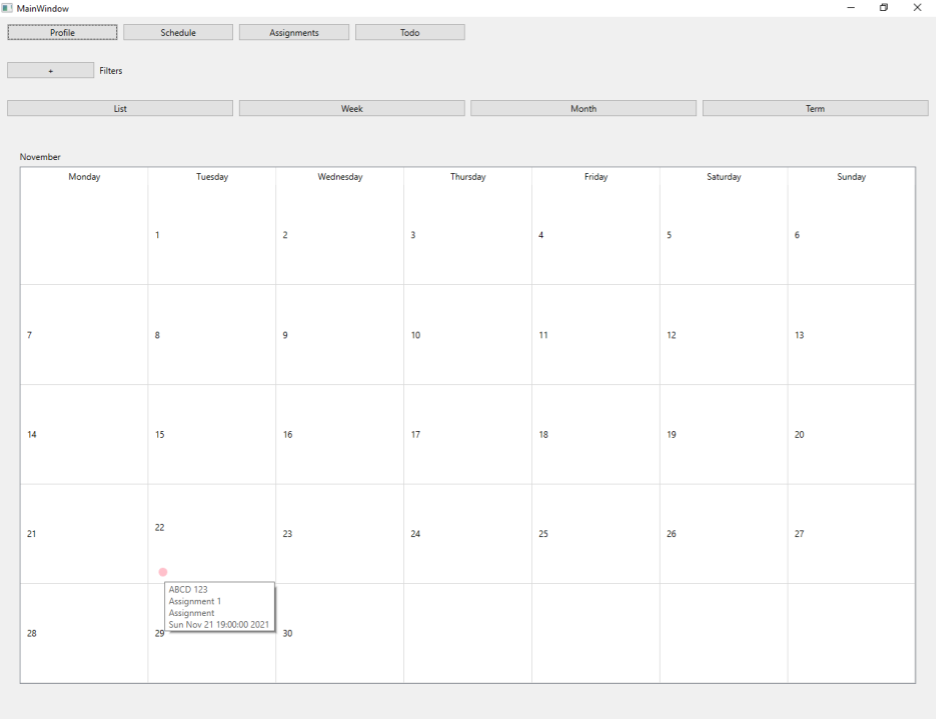 MainWindow
Profile Schedule Assignments Todo
+ Filters
List Week Month Term
November
Monday Tuesday Wednesday Thursday Friday Saturday Sunday
1 2 3 4 5 6
7 8 9 10 11 12 13
14 15 16 17 18 19 20
21 22 23 24 25 26 27
ABCD 123
Assignment 1
Assignment
Sun Nov 21 19:00:00 2021
28 29 30